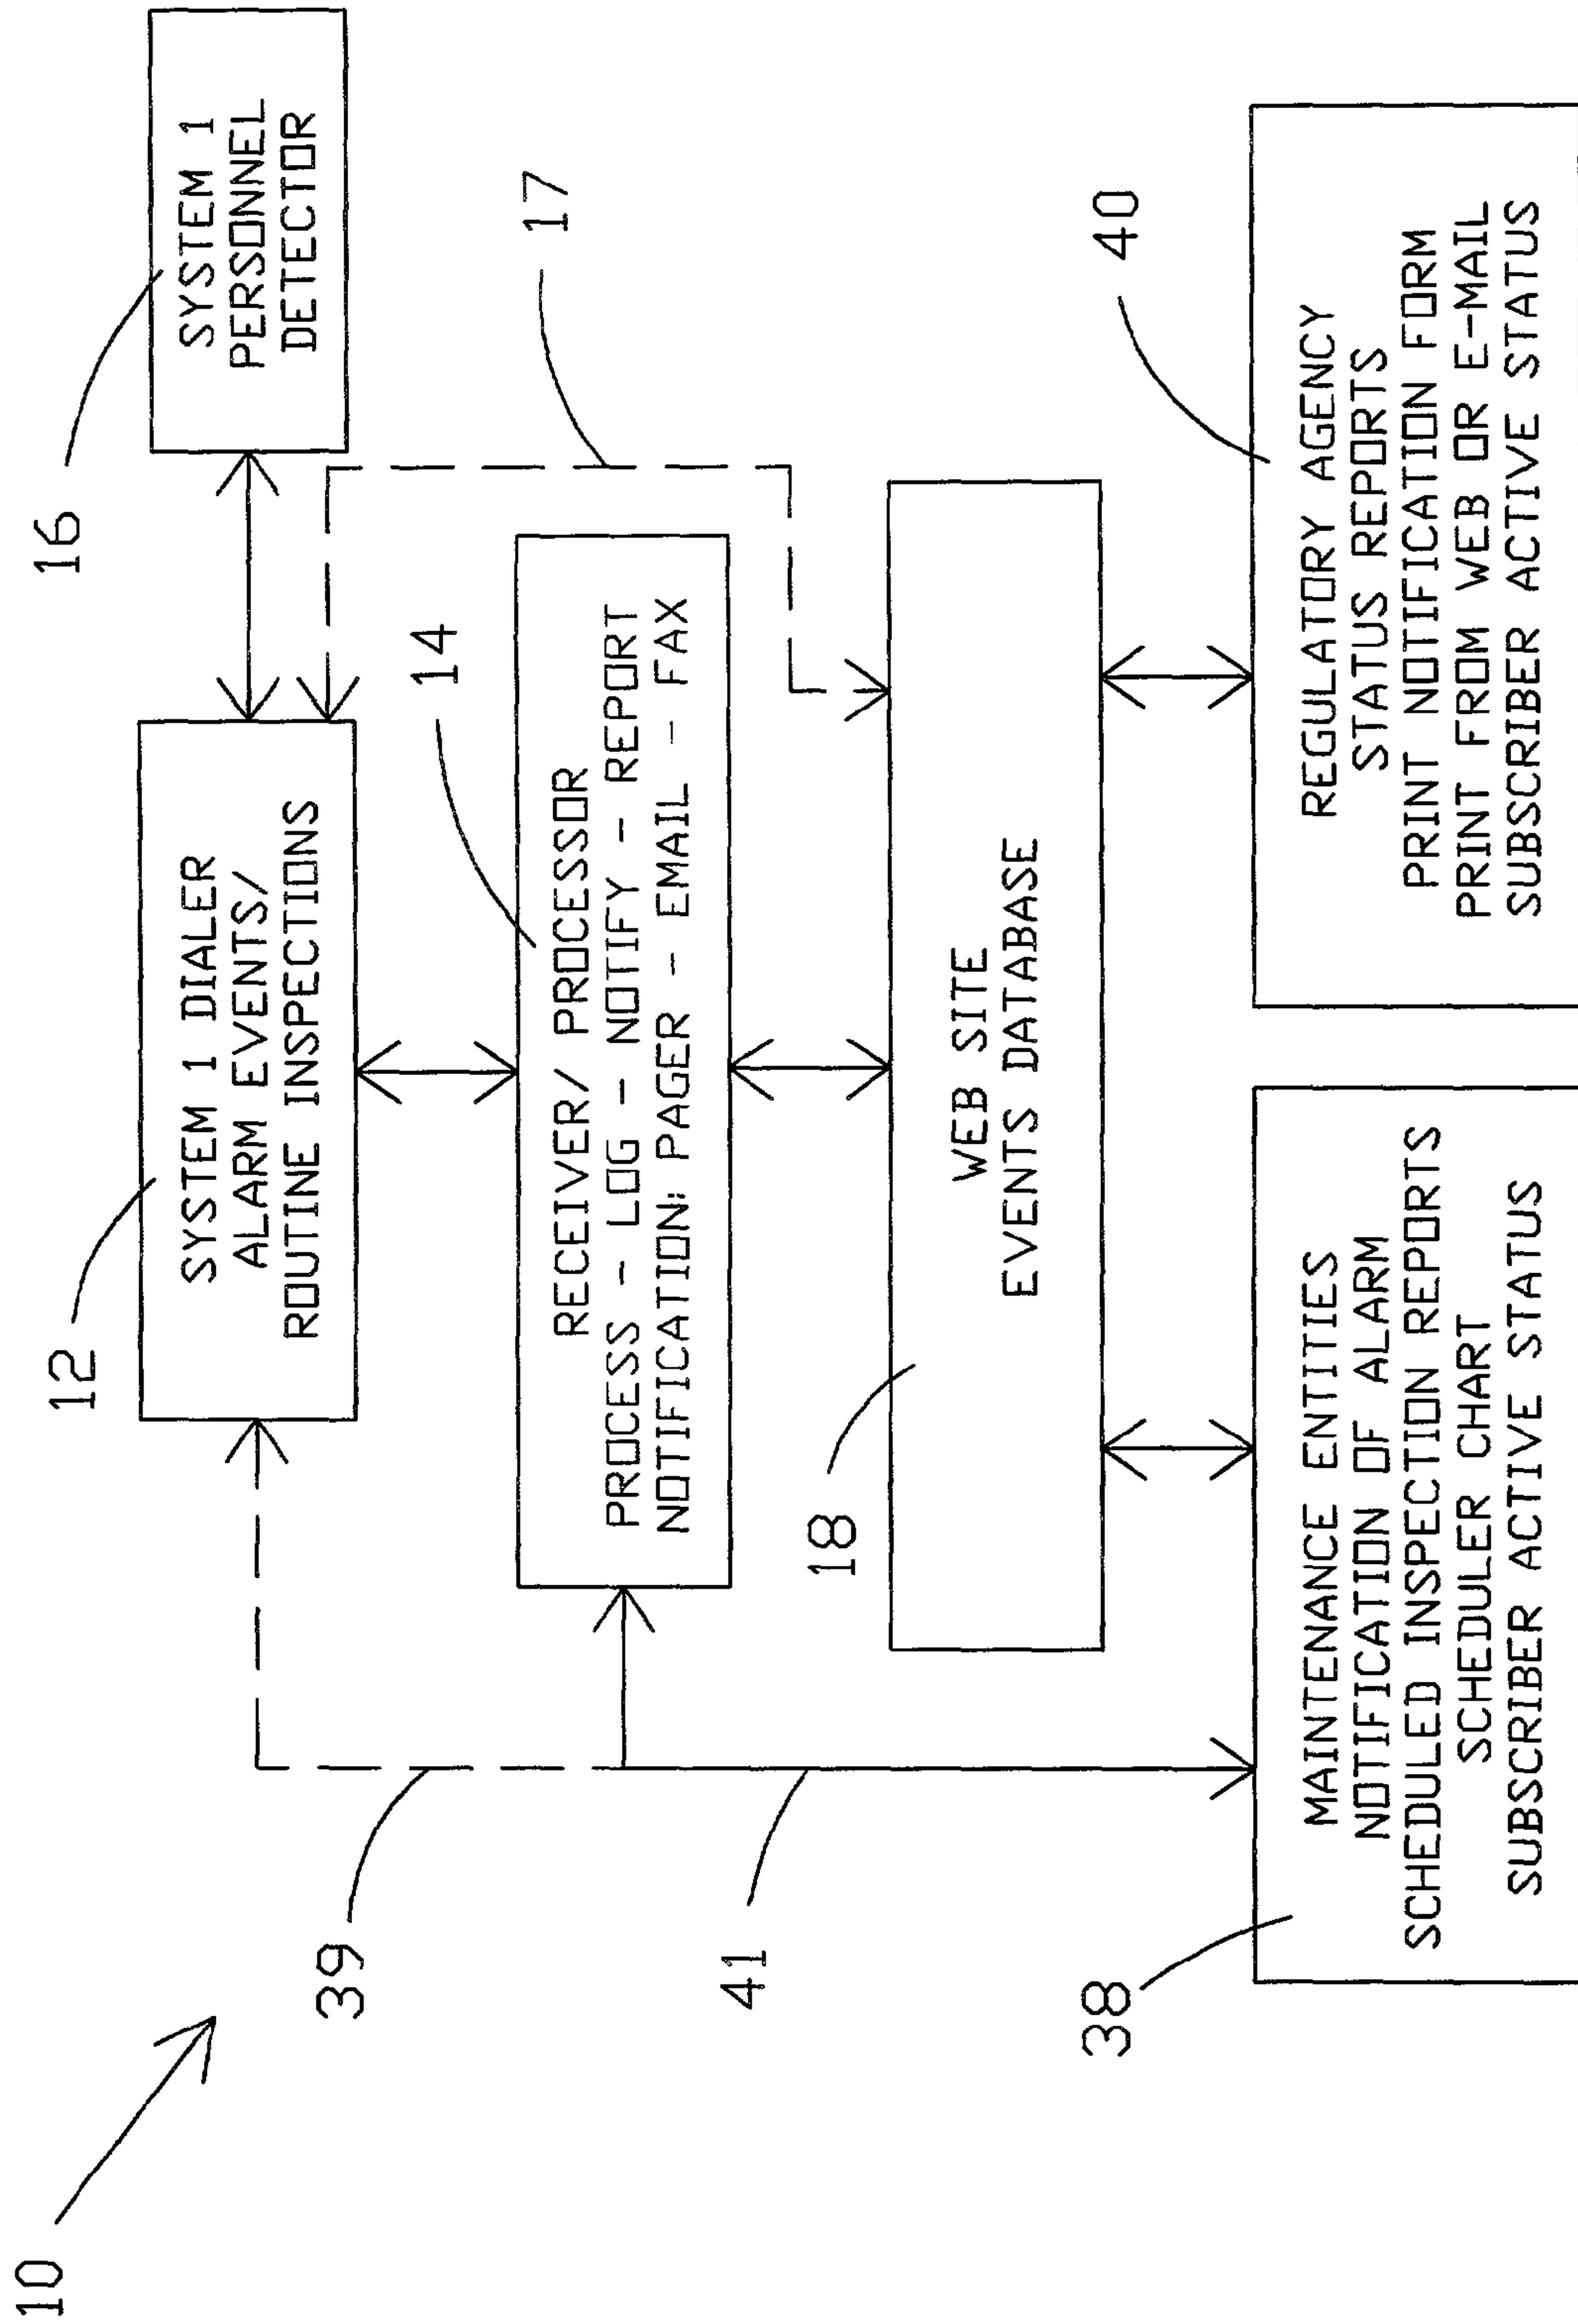 10
12
SYSTEM 1 DIALER
ALARM EVENTS/
ROUTINE INSPECTIONS
16
SYSTEM 1
PERSONNEL
DETECTOR
39
14
RECEIVER/ PROCESSOR
PROCESS - LOG - NOTIFY - REPORT
NOTIFICATION: PAGER - EMAIL - FAX
17
41
18
WEB SITE
EVENTS DATABASE
38
MAINTENANCE ENTITIES
NOTIFICATION OF ALARM
SCHEDULED INSPECTION REPORTS
SCHEDULER CHART
SUBSCRIBER ACTIVE STATUS
40
REGULATORY AGENCY
STATUS REPORTS
PRINT NOTIFICATION FORM
PRINT FROM WEB OR E-MAIL
SUBSCRIBER ACTIVE STATUS